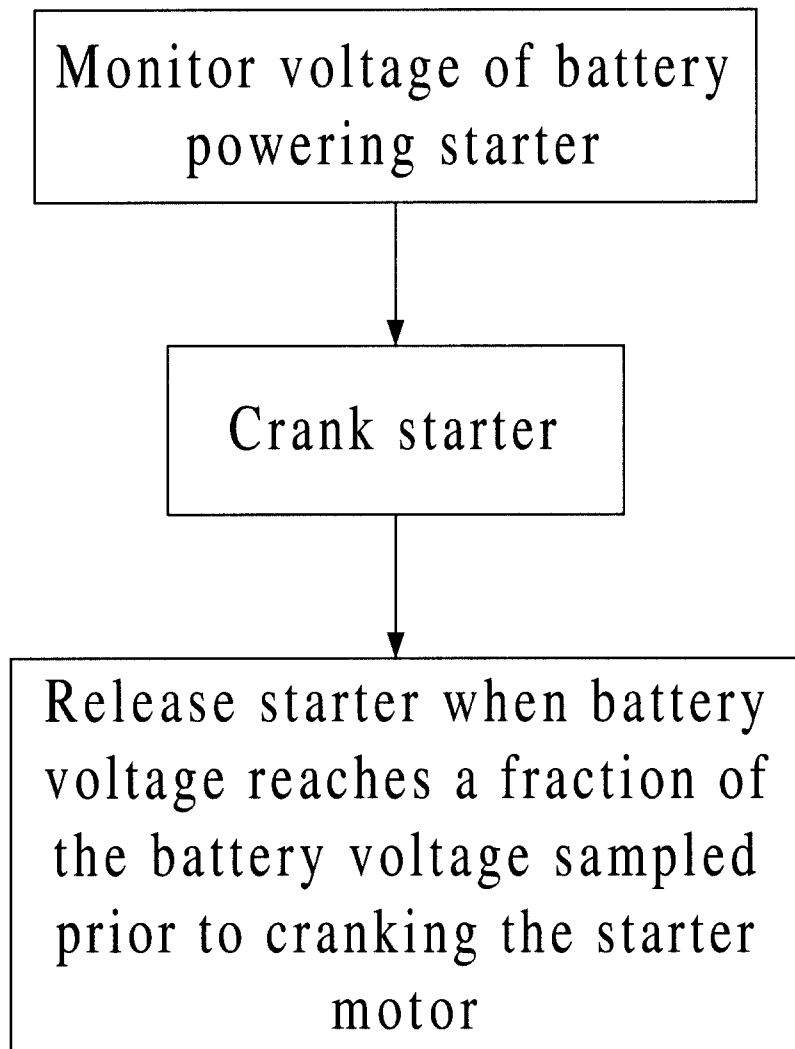 Monitor voltage of battery
powering starter
Crank starter
Release starter when battery
voltage reaches a fraction of
the battery voltage sampled
prior to cranking the starter
motor